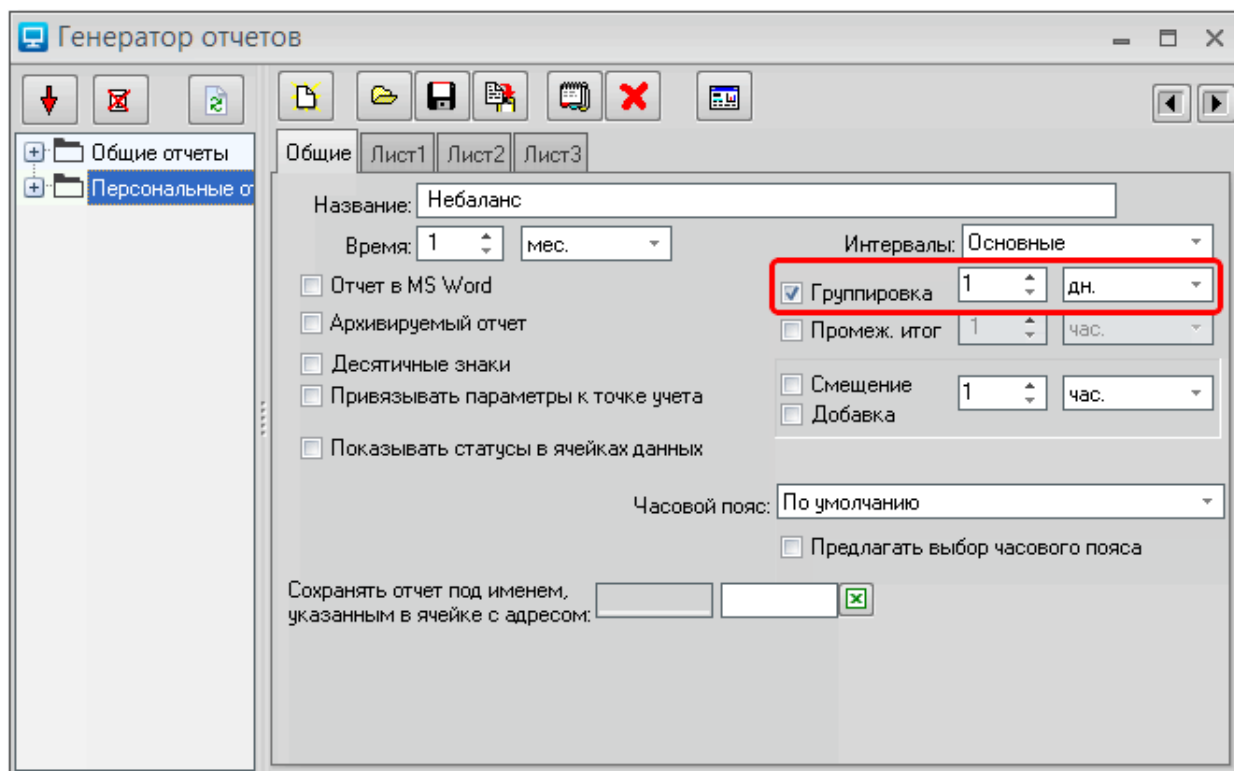 Генератор отчетов
Общие отчеты
Персональные от
Общие Лист1 Лист2 Лист3
Название: Небаланс
Время: 1 мес. Интервалы: Основные
Отчет в MS Word Группировка 1 дн.
Архивируемый отчет Промеж. итог 1 час.
Десятичные знаки
Привязывать параметры к точке учета
Смещение 1 час.
Добавка
Показывать статусы в ячейках данных
Часовой пояс: По умолчанию
Предлагать выбор часового пояса
Сохранять отчет под именем,
указанным в ячейке с адресом: